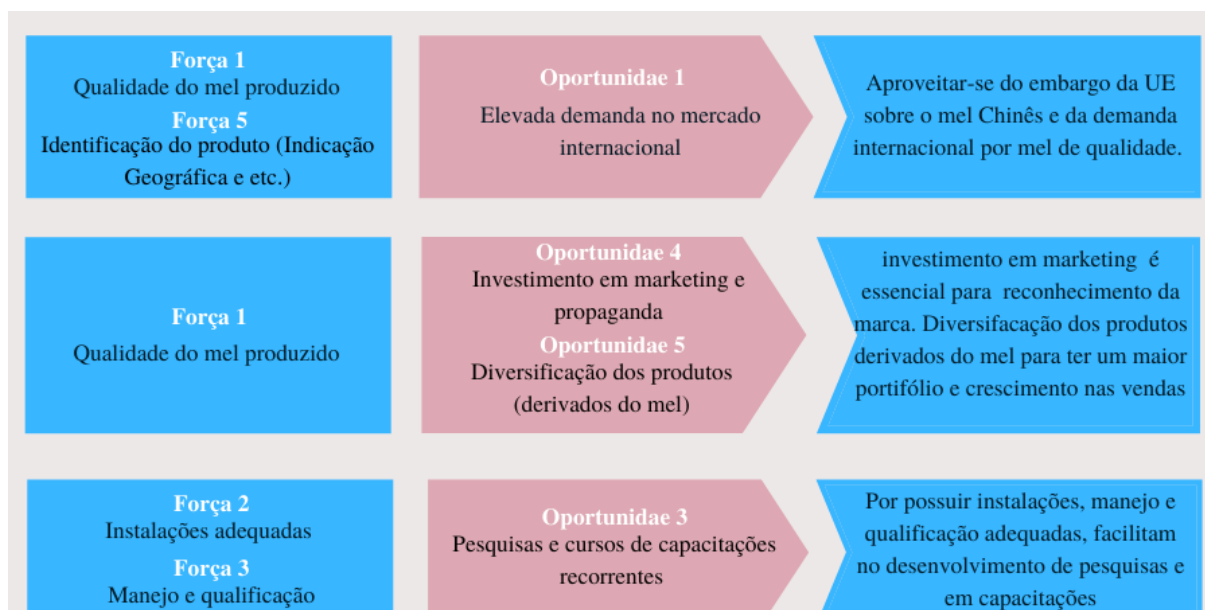 Força 1
Qualidade do mel produzido
Força 5
Identificação do produto (Indicação
Geográfica e etc.)
Oportunidae 1
Elevada demanda no mercado
internacional
Aproveitar-se do embargo da UE
sobre o mel Chinês e da demanda
internacional por mel de qualidade.
Força 1
Qualidade do mel produzido
Oportunidae 4
Investimento em marketing e
propaganda
Oportunidae 5
Diversificação dos produtos
(derivados do mel)
investimento em marketing  é
essencial para  reconhecimento da
marca. Diversifacação dos produtos
derivados do mel para ter um maior
portifólio e crescimento nas vendas
Força 2
Instalações adequadas
Força 3
Manejo e qualificação
Oportunidae 3
Pesquisas e cursos de capacitações
recorrentes
Por possuir instalações, manejo e
qualificação adequadas, facilitam
no desenvolvimento de pesquisas e
em capacitações